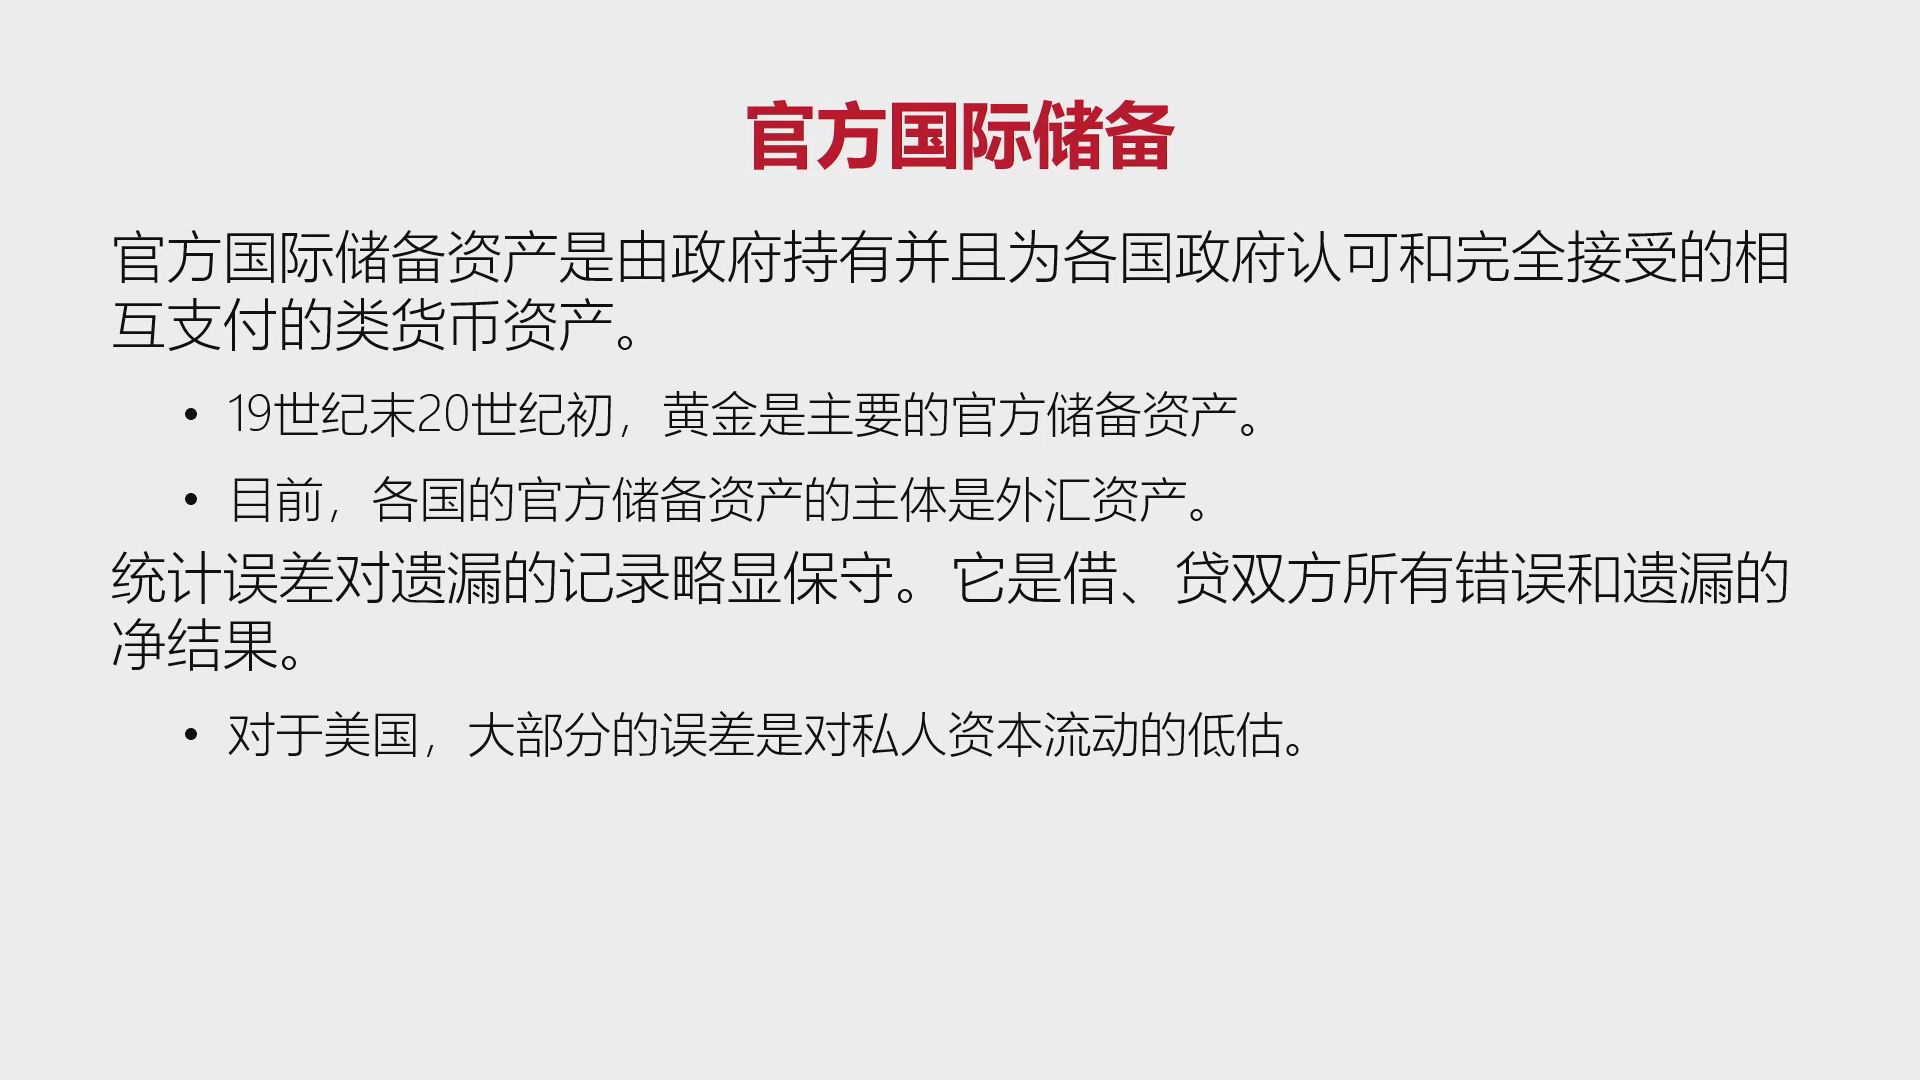 官方国际储备
官方国际储备资产是由政府持有并且为各国政府认可和完全接受的相
互支付的类货币资产。
• 19世纪末20世纪初，黄金是主要的官方储备资产。
• 目前，各国的官方储备资产的主体是外汇资产。
统计误差对遗漏的记录略显保守。它是借、贷双方所有错误和遗漏的
净结果。
• 对于美国，大部分的误差是对私人资本流动的低估。